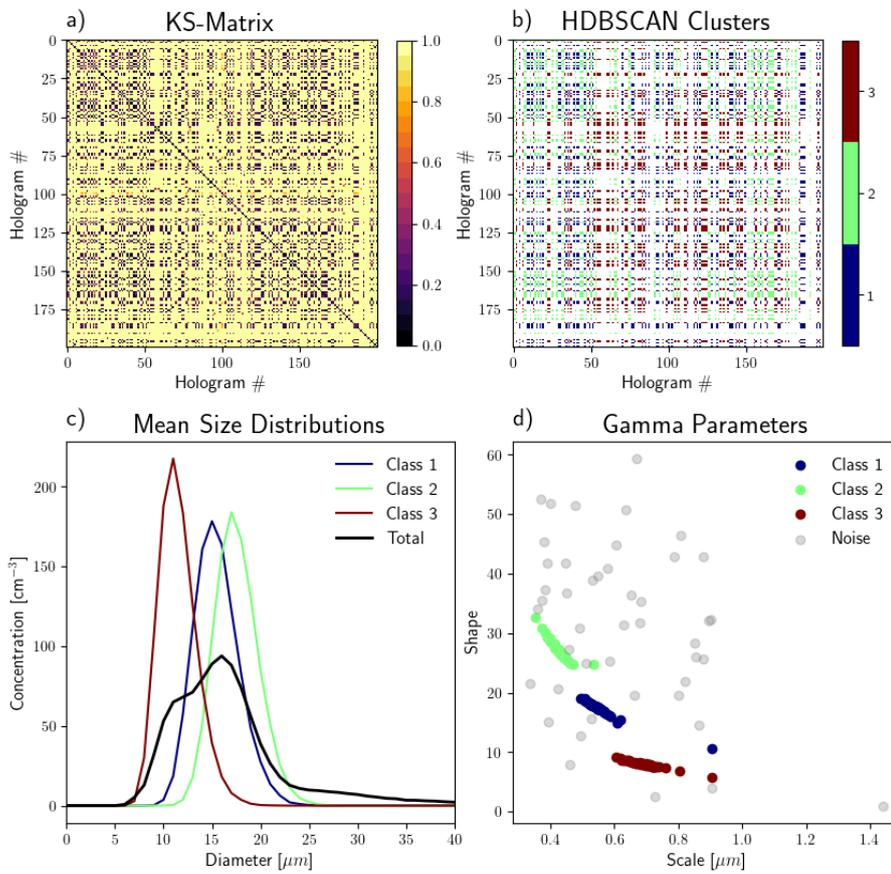 a) KS-Matrix
b) HDBSCAN Clusters
0
25
50
75
100
125
150
175
Hologram #
0 50 100 150
Hologram #
1.0
0.8
0.6
0.4
0.2
0.0
0
25
50
75
100
125
150
175
Hologram #
0 50 100 150
Hologram #
3
2
1
c) Mean Size Distributions
200
150
100
50
0
Concentration [cm−3]
Class 1
Class 2
Class 3
Total
0 5 10 15 20 25 30 35 40
Diameter [μm]
d) Gamma Parameters
60
50
40
30
20
10
0
Shape
Class 1
Class 2
Class 3
Noise
0.4 0.6 0.8 1.0 1.2 1.4
Scale [μm]